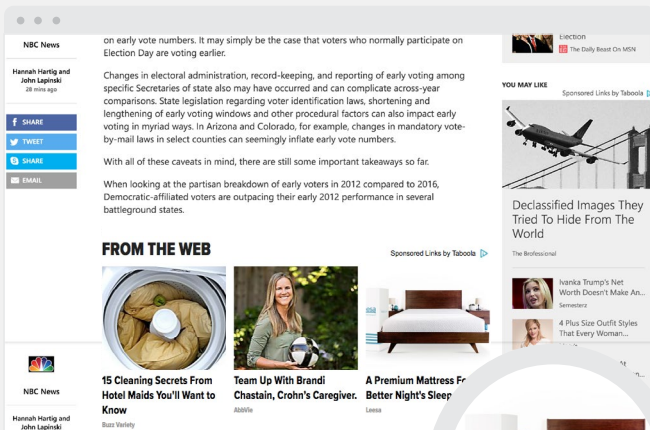 NBC News
Hannah Hartig and
John Lapinski
28 mins ago
SHARE
TWEET
SHARE
EMAIL
on early vote numbers. It may simply be the case that voters who normally participate on
Election Day are voting earlier.
Changes in electoral administration, record-keeping, and reporting of early voting among
specific Secretaries of state also may have occurred and can complicate across-year
comparisons. State legislation regarding voter identification laws, shortening and
lengthening of early voting windows and other procedural factors can also impact early
voting in myriad ways. In Arizona and Colorado, for example, changes in mandatory vote-
by-mail laws in select counties can seemingly inflate early vote numbers.
With all of these caveats in mind, there are still some important takeaways so far.
When looking at the partisan breakdown of early voters in 2012 compared to 2016,
Democratic-affiliated voters are outpacing their early 2012 performance in several
battleground states.
FROM THE WEB
Sponsored Links by Taboola
15 Cleaning Secrets From
Hotel Maids You'll Want to
Know
Buzz Variety
Team Up With Brandi
Chastain, Crohn's Caregiver.
AbbVie
A Premium Mattress Fo
Better Night's Sleep
Leesa
Election
The Daily Beast On MSN
YOU MAY LIKE
Sponsored Links by Taboola
Declassified Images They
Tried To Hide From The
World
The Professional
Ivanka Trump's Net
Worth Doesn't Make An...
Semesterz
4 Plus Size Outfit Styles
That Every Woman...
At
NBC News
Hannah Hartig and
John Lapinski